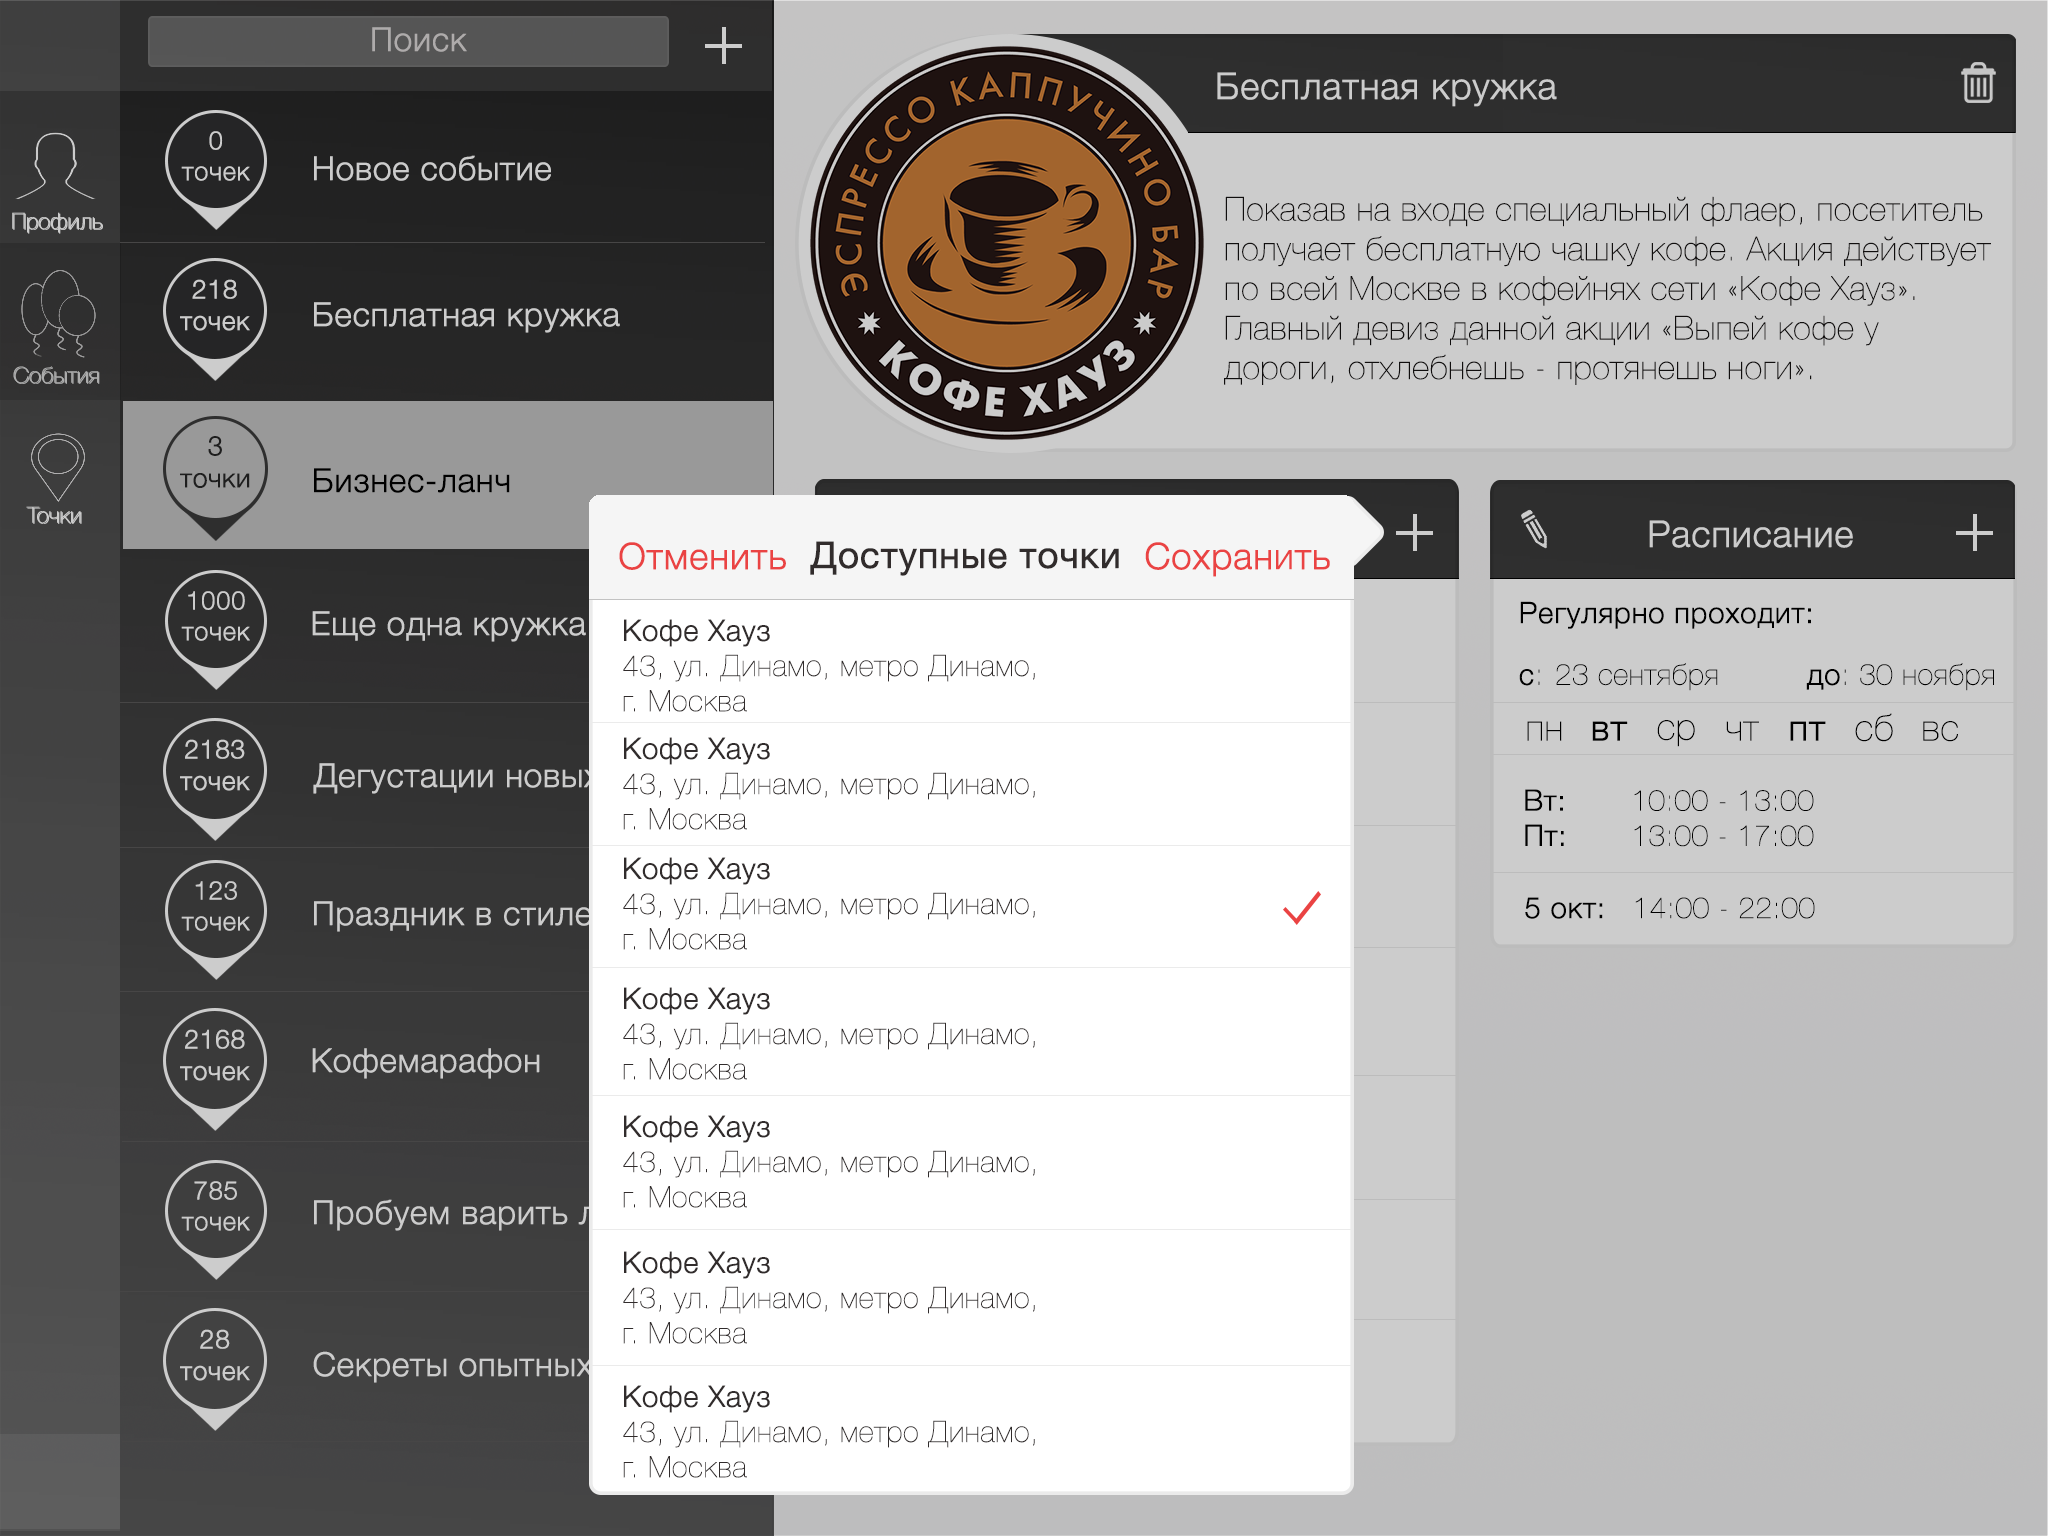 Поиск
Профиль
События
Точки
0
точек
Новое событие
218
точек
Бесплатная кружка
3
точки
Бизнес-ланч
1000
точек
Еще одна кружка
2183
точек
Дегустации новых
123
точек
Праздник в стиле
2168
точек
Кофемарафон
785
точек
Пробуем варить л
28
точек
Секреты опытных
ЭСПРЕССО КАППУЧИНО БАР
КОФЕ ХАУЗ
Бесплатная кружка
Показав на входе специальный флаер, посетитель
получает бесплатную чашку кофе. Акция действует
по всей Москве в кофейнях сети «Кофе Хауз».
Главный девиз данной акции «Выпей кофе у
дороги, отхлебнешь - протянешь ноги».
Отменить Доступные точки Сохранить
Кофе Хауз
43, ул. Динамо, метро Динамо,
г. Москва
Кофе Хауз
43, ул. Динамо, метро Динамо,
г. Москва
Кофе Хауз
43, ул. Динамо, метро Динамо,
г. Москва
Кофе Хауз
43, ул. Динамо, метро Динамо,
г. Москва
Кофе Хауз
43, ул. Динамо, метро Динамо,
г. Москва
Кофе Хауз
43, ул. Динамо, метро Динамо,
г. Москва
Кофе Хауз
43, ул. Динамо, метро Динамо,
г. Москва
Расписание
Регулярно проходит:
с: 23 сентября до: 30 ноября
пн вт ср чт пт сб вс
Вт: 10:00 - 13:00
Пт: 13:00 - 17:00
5 окт: 14:00 - 22:00